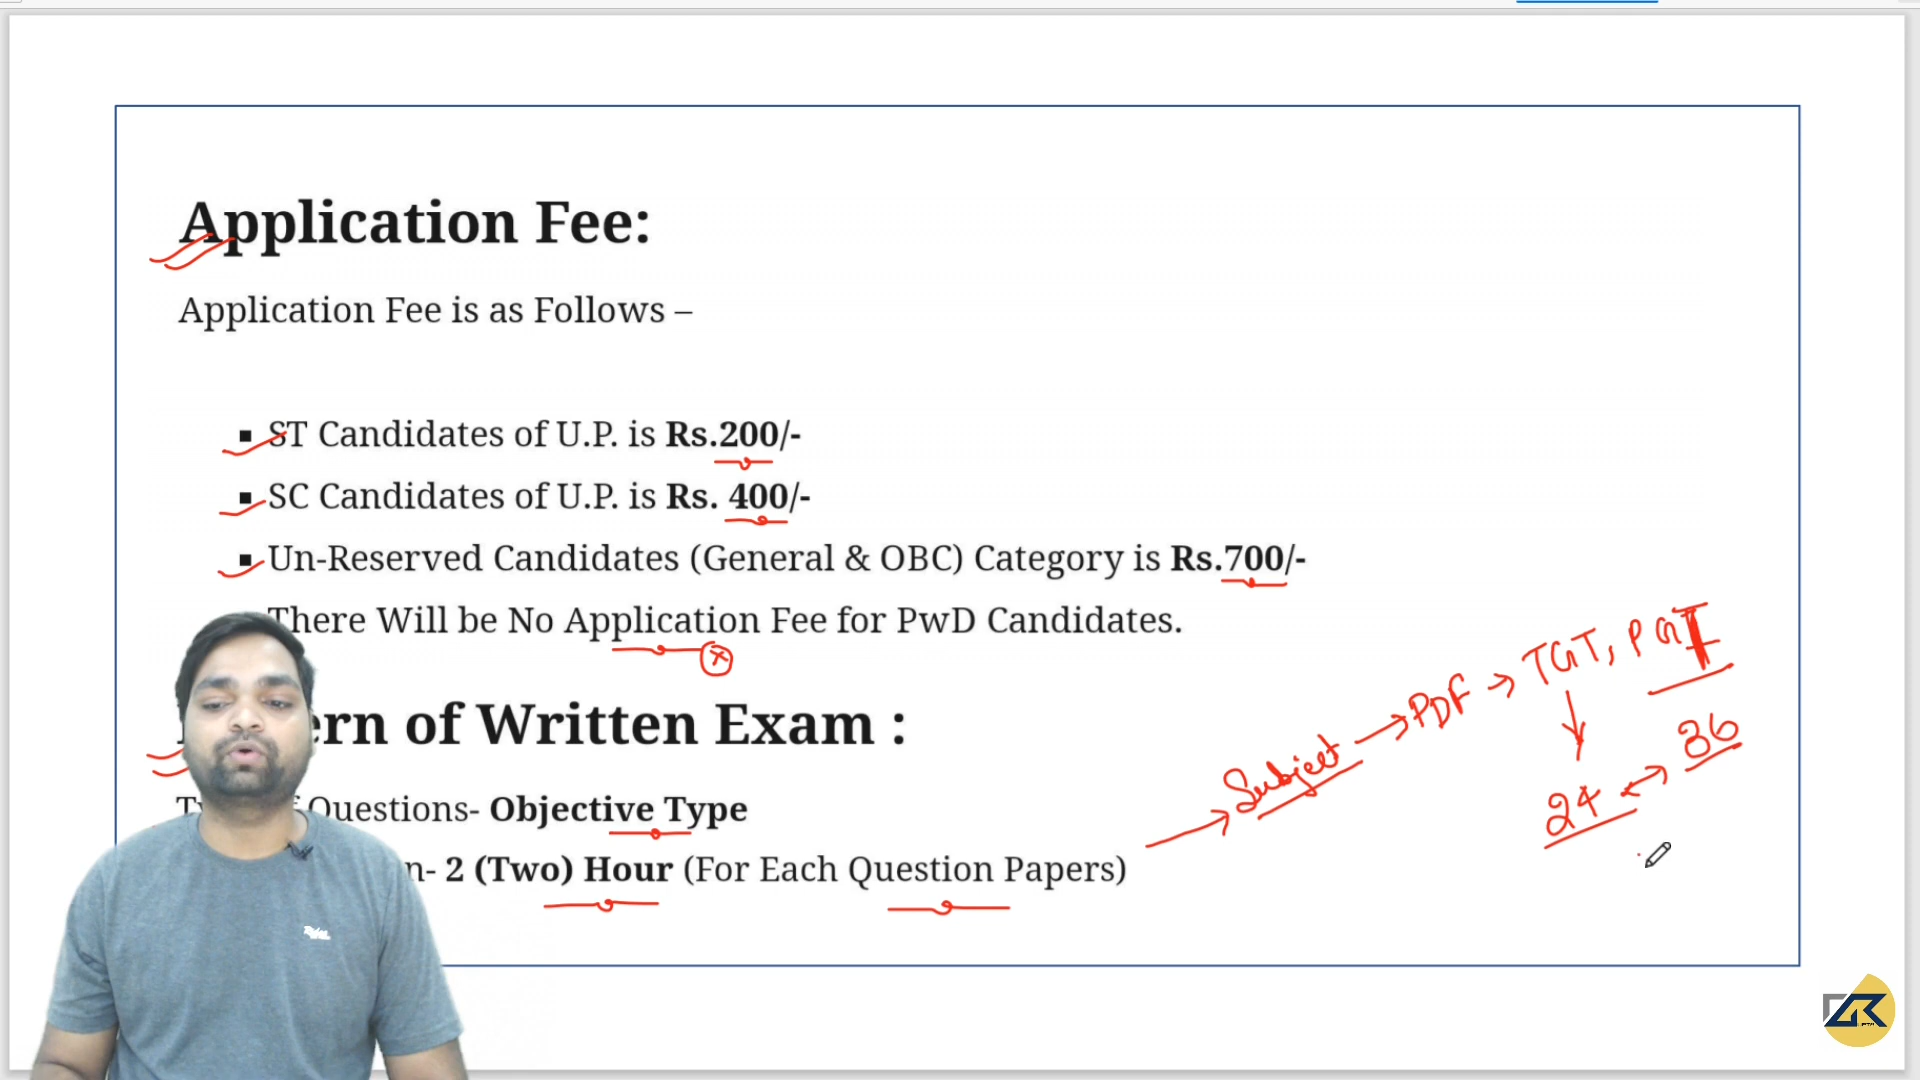 Application Fee:
Application Fee is as Follows –
▪ ST Candidates of U.P. is Rs.200/-
▪ SC Candidates of U.P. is Rs. 400/-
▪ Un-Reserved Candidates (General & OBC) Category is Rs.700/-
There Will be No Application Fee for PwD Candidates.
ern of Written Exam :
Questions- Objective Type
n- 2 (Two) Hour (For Each Question Papers)
→ Subject → PDF → TGT, PGT
24 ↔ 36